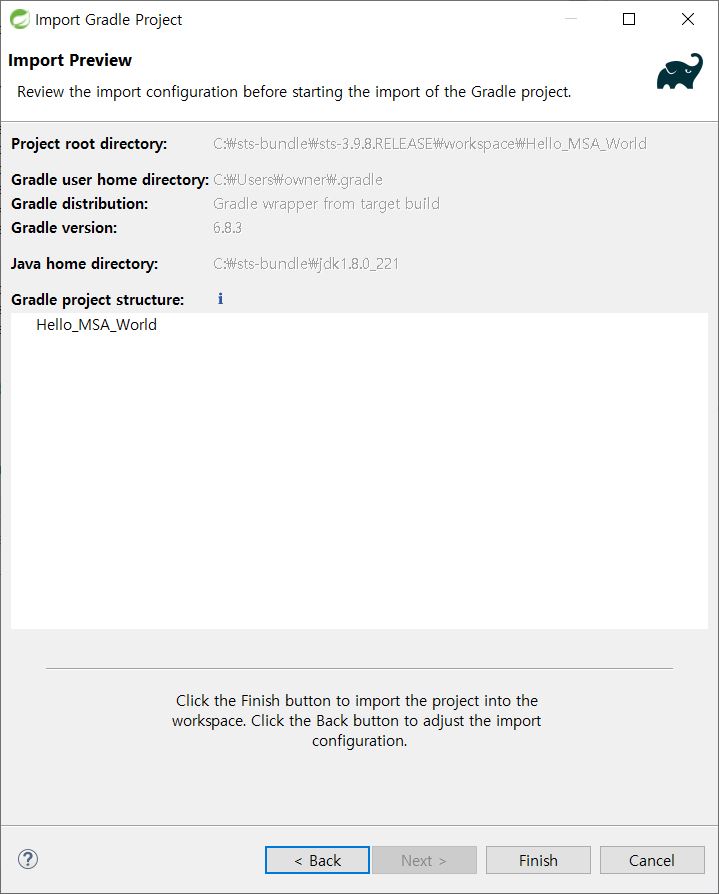 Import Gradle Project
Import Preview
Review the import configuration before starting the import of the Gradle project.
Project root directory: C:₩sts-bundle₩sts-3.9.8.RELEASE₩workspace₩Hello_MSA_World
Gradle user home directory: C:₩Users₩owner₩.gradle
Gradle distribution: Gradle wrapper from target build
Gradle version: 6.8.3
Java home directory: C:₩sts-bundle₩jdk1.8.0_221
Gradle project structure:
Hello_MSA_World
Click the Finish button to import the project into the
workspace. Click the Back button to adjust the import
configuration.
< Back Next > Finish Cancel